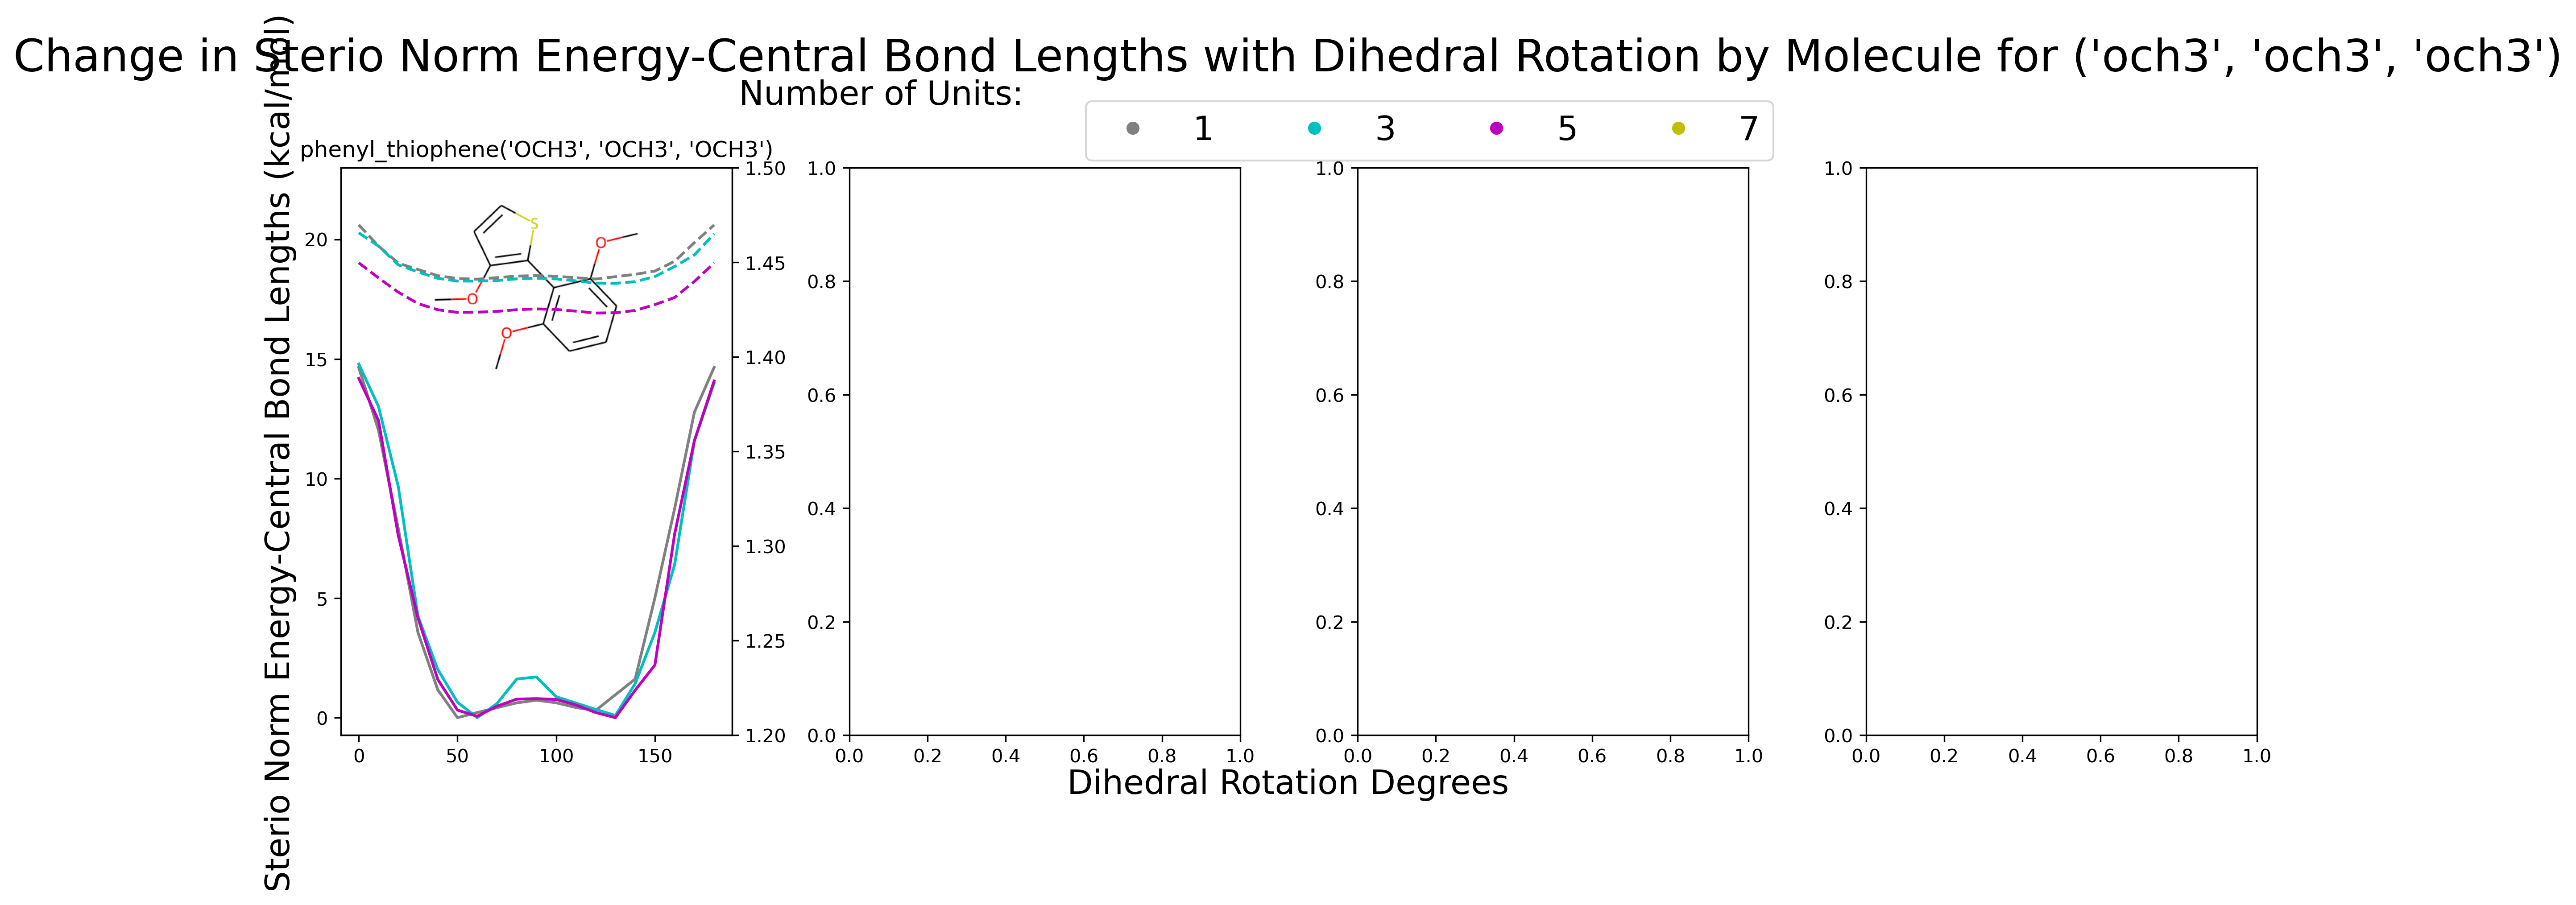 Change in Sterio Norm Energy-Central Bond Lengths with Dihedral Rotation by Molecule for ('och3', 'och3', 'och3')
Number of Units:
1 3 5 7
phenyl_thiophene('OCH3', 'OCH3', 'OCH3')
Sterio Norm Energy-Central Bond Lengths (kcal/mol)
20
15
10
5
0
0 50 100 150
1.50
1.45
1.40
1.35
1.30
1.25
1.20
S
O
O
O
1.0
0.8
0.6
0.4
0.2
0.0
0.0 0.2 0.4 0.6 0.8 1.0
1.0
0.8
0.6
0.4
0.2
0.0
0.0 0.2 0.4 0.6 0.8 1.0
1.0
0.8
0.6
0.4
0.2
0.0
0.0 0.2 0.4 0.6 0.8 1.0
Dihedral Rotation Degrees